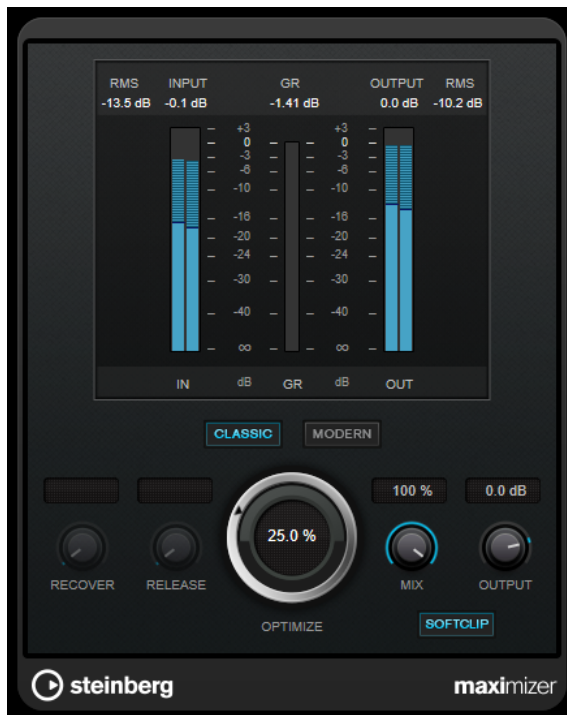 RMS INPUT GR OUTPUT RMS
-13.5 dB -0.1 dB -1.41 dB 0.0 dB -10.2 dB
+3 +3
0 0
-3 -3
-6 -6
-10 -10
-16 -16
-20 -20
-24 -24
-30 -30
-40 -40
∞ ∞
IN dB GR dB OUT
CLASSIC MODERN
100 % 0.0 dB
25.0 %
RECOVER RELEASE MIX OUTPUT
OPTIMIZE SOFTCLIP
steinberg maximizer